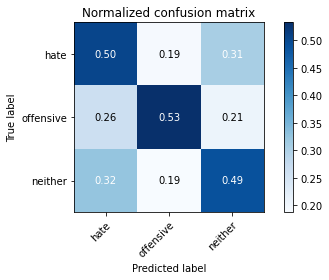 Normalized confusion matrix
True label
hate
offensive
neither
0.50 0.19 0.31
0.26 0.53 0.21
0.32 0.19 0.49
hate
offensive
neither
Predicted label
0.50
0.45
0.40
0.35
0.30
0.25
0.20